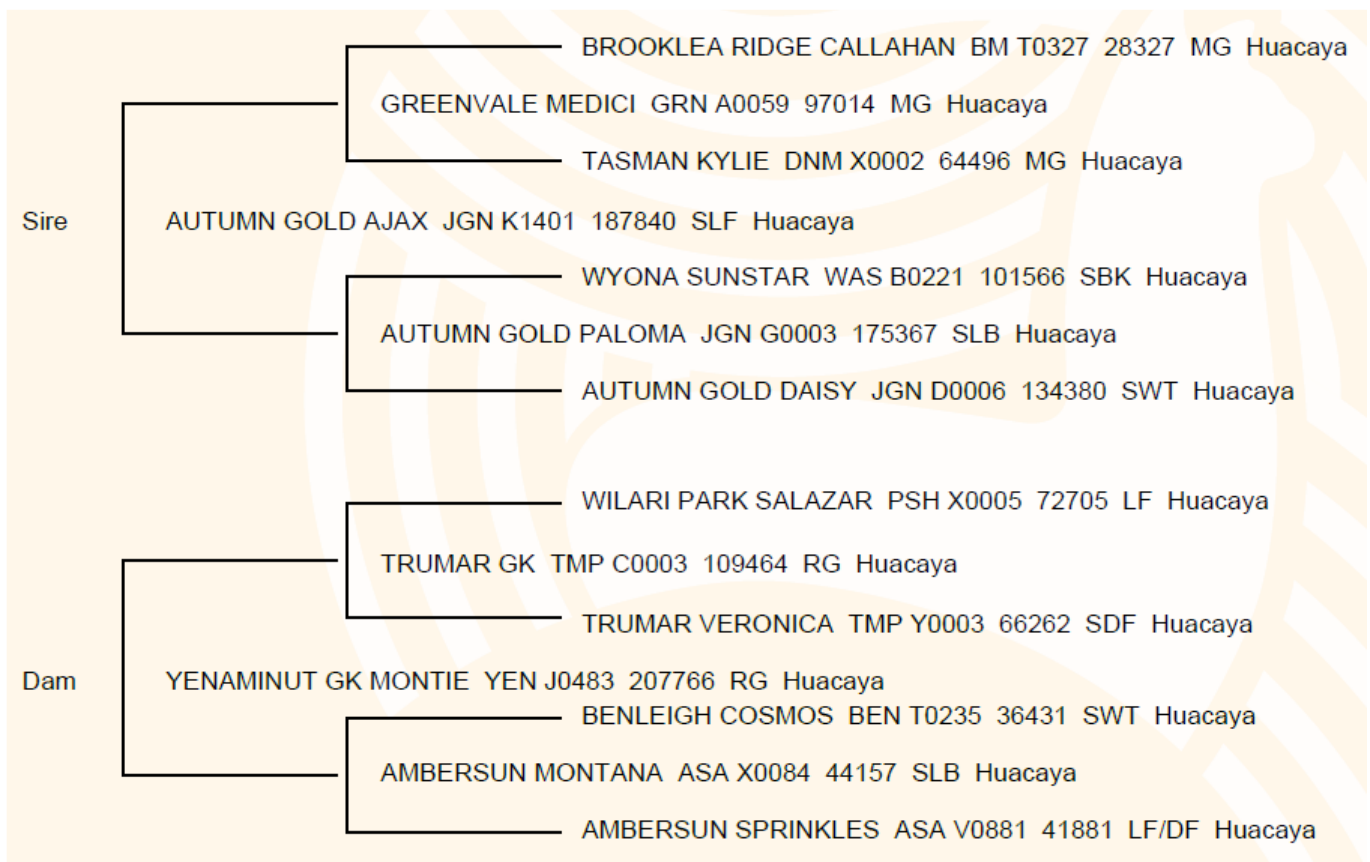 BROOKLEA RIDGE CALLAHAN BM T0327 28327 MG Huacaya
GREENVALE MEDICI GRN A0059 97014 MG Huacaya
TASMAN KYLIE DNM X0002 64496 MG Huacaya
Sire AUTUMN GOLD AJAX JGN K1401 187840 SLF Huacaya
WYONA SUNSTAR WAS B0221 101566 SBK Huacaya
AUTUMN GOLD PALOMA JGN G0003 175367 SLB Huacaya
AUTUMN GOLD DAISY JGN D0006 134380 SWT Huacaya
WILARI PARK SALAZAR PSH X0005 72705 LF Huacaya
TRUMAR GK TMP C0003 109464 RG Huacaya
TRUMAR VERONICA TMP Y0003 66262 SDF Huacaya
Dam YENAMINUT GK MONTIE YEN J0483 207766 RG Huacaya
BENLEIGH COSMOS BEN T0235 36431 SWT Huacaya
AMBERSUN MONTANA ASA X0084 44157 SLB Huacaya
AMBERSUN SPRINKLES ASA V0881 41881 LF/DF Huacaya